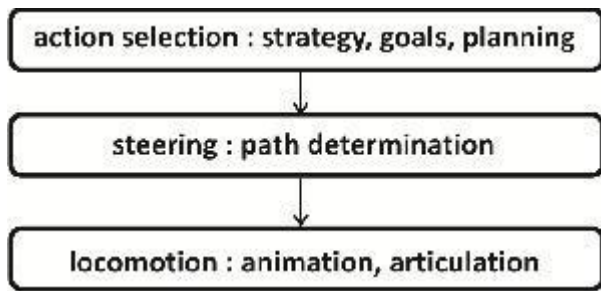 action selection : strategy, goals, planning
steering : path determination
locomotion : animation, articulation